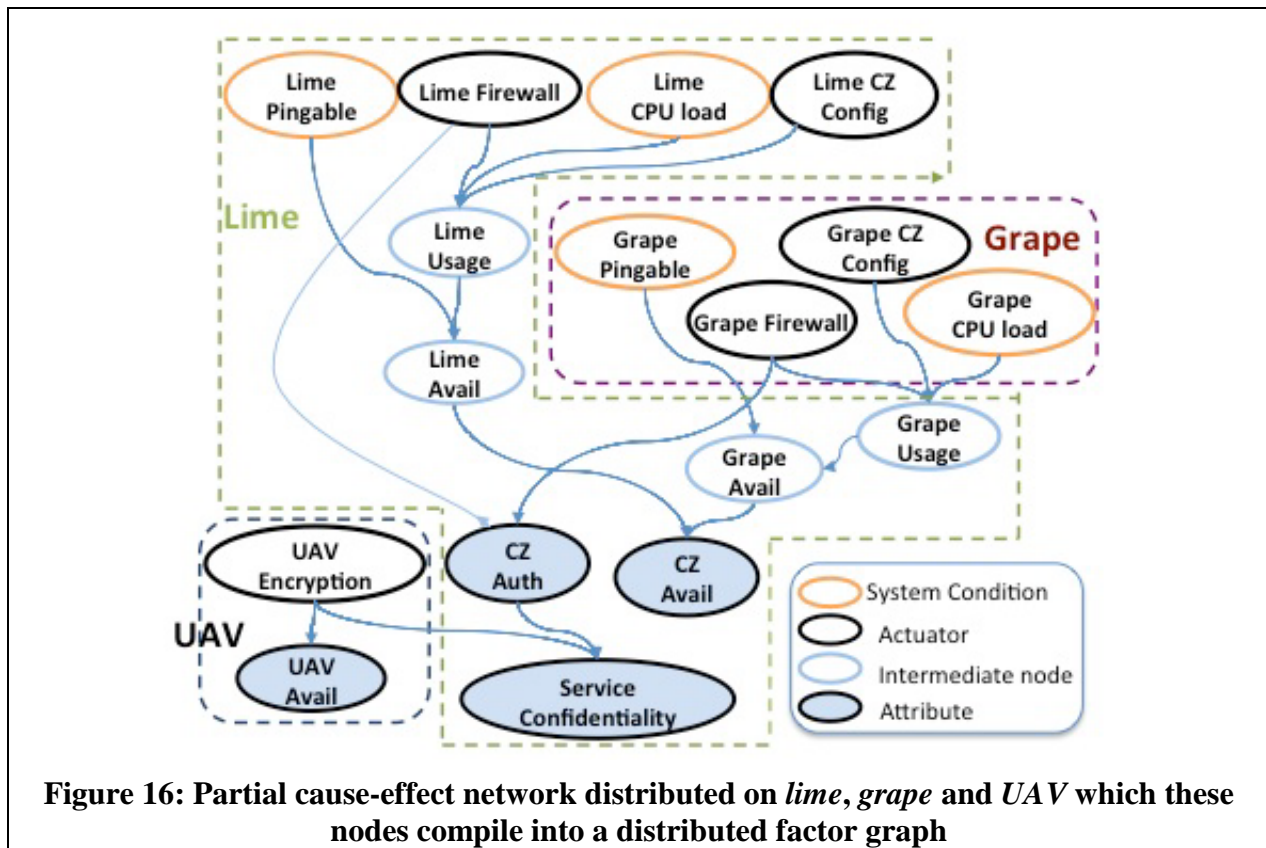 Lime
Pingable
Lime Firewall
Lime
CPU load
Lime CZ
Config
Lime
Lime
Usage
Grape
Pingable
Grape CZ
Config
Grape
Grape Firewall
Grape
CPU load
Lime
Avail
Grape
Usage
Grape
Avail
UAV
Encryption
CZ
Auth
CZ
Avail
UAV
UAV
Avail
Service
Confidentiality
System Condition
Actuator
Intermediate node
Attribute
Figure 16: Partial cause-effect network distributed on lime, grape and UAV which these
nodes compile into a distributed factor graph